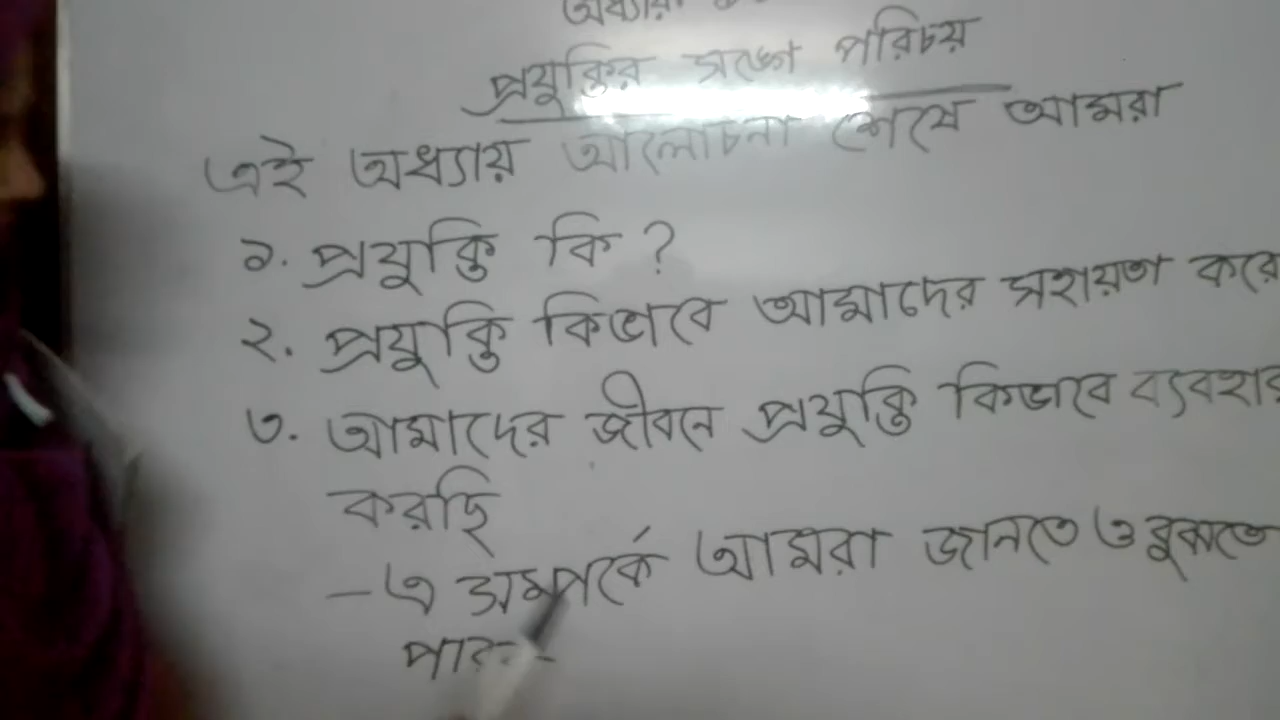 অধ্যায়
প্রযুক্তির সঙ্গে পরিচয়
এই অধ্যায় আলোচনা শেষে আমরা
১. প্রযুক্তি কি ?
২. প্রযুক্তি কিভাবে আমাদের সহায়তা করে
৩. আমাদের জীবনে প্রযুক্তি কিভাবে ব্যবহার
করছি
– এ সম্পর্কে আমরা জানতে ও বুঝতে